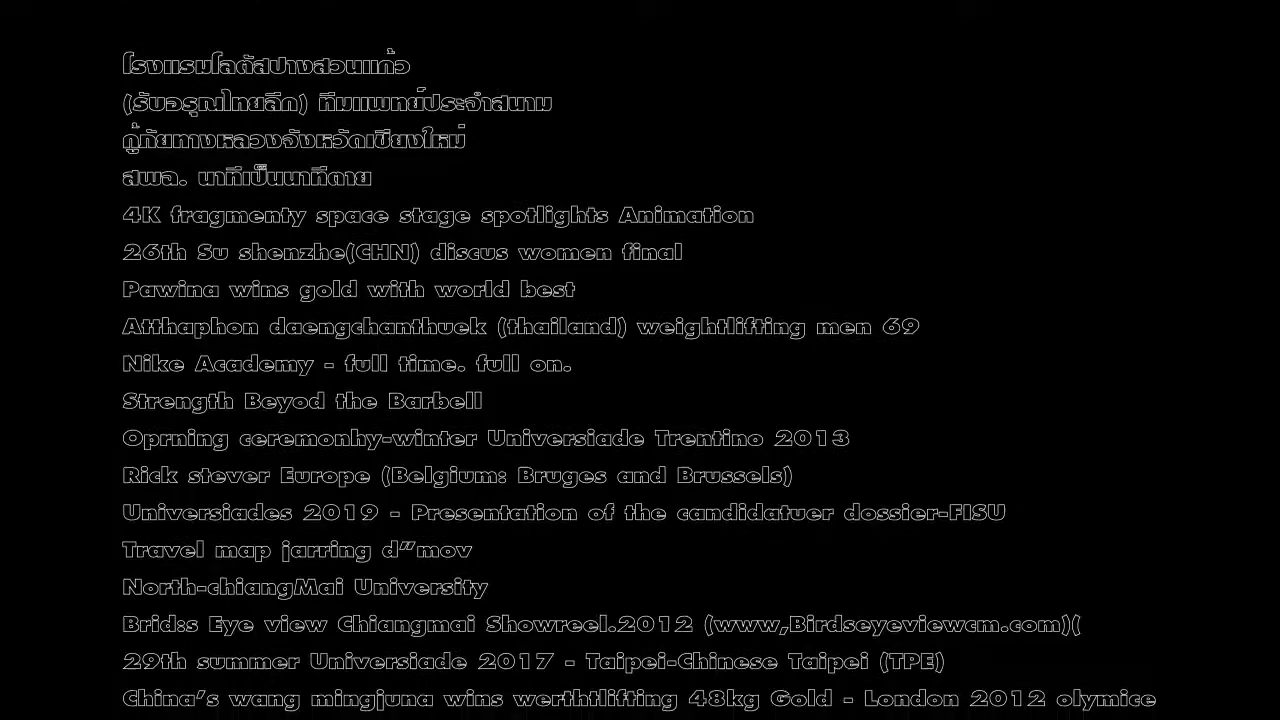 โรงแรมโลตัสปางสวนแก้ว
(รับอรุณไทยลีก) ทีมแพทย์ประจำสนาม
กู้ภัยทางหลวงจังหวัดเชียงใหม่
สพฉ. นาทีเป็นนาทีตาย
4K fragmenty space stage spotlights Animation
26th Su shenzhe(CHN) discus women final
Pawina wins gold with world best
Atthaphon daengchanthuek (thailand) weightlifting men 69
Nike Academy - full time. full on.
Strength Beyod the Barbell
Oprning ceremonhy-winter Universiade Trentino 2013
Rick stever Europe (Belgium: Bruges and Brussels)
Universiades 2019 - Presentation of the candidatuer dossier-FISU
Travel map jarring d”mov
North-chiangMai University
Brid:s Eye view Chiangmai Showreel.2012 (www,Birdseyeviewcm.com)(
29th summer Universiade 2017 - Taipei-Chinese Taipei (TPE)
China’s wang mingjuna wins werthtlifting 48kg Gold - London 2012 olymice